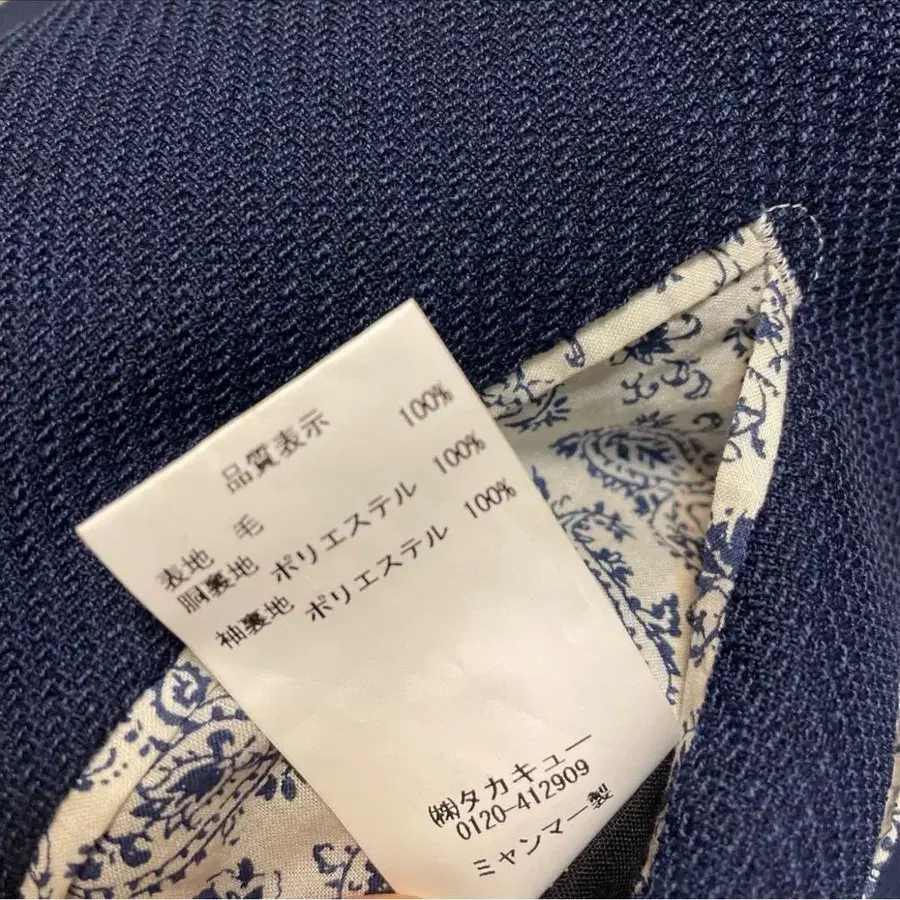 品質表示
表地 毛 100%
胴裏地 ポリエステル 100%
袖裏地 ポリエステル 100%
㈱タカキュー
0120-412909
ミャンマー製